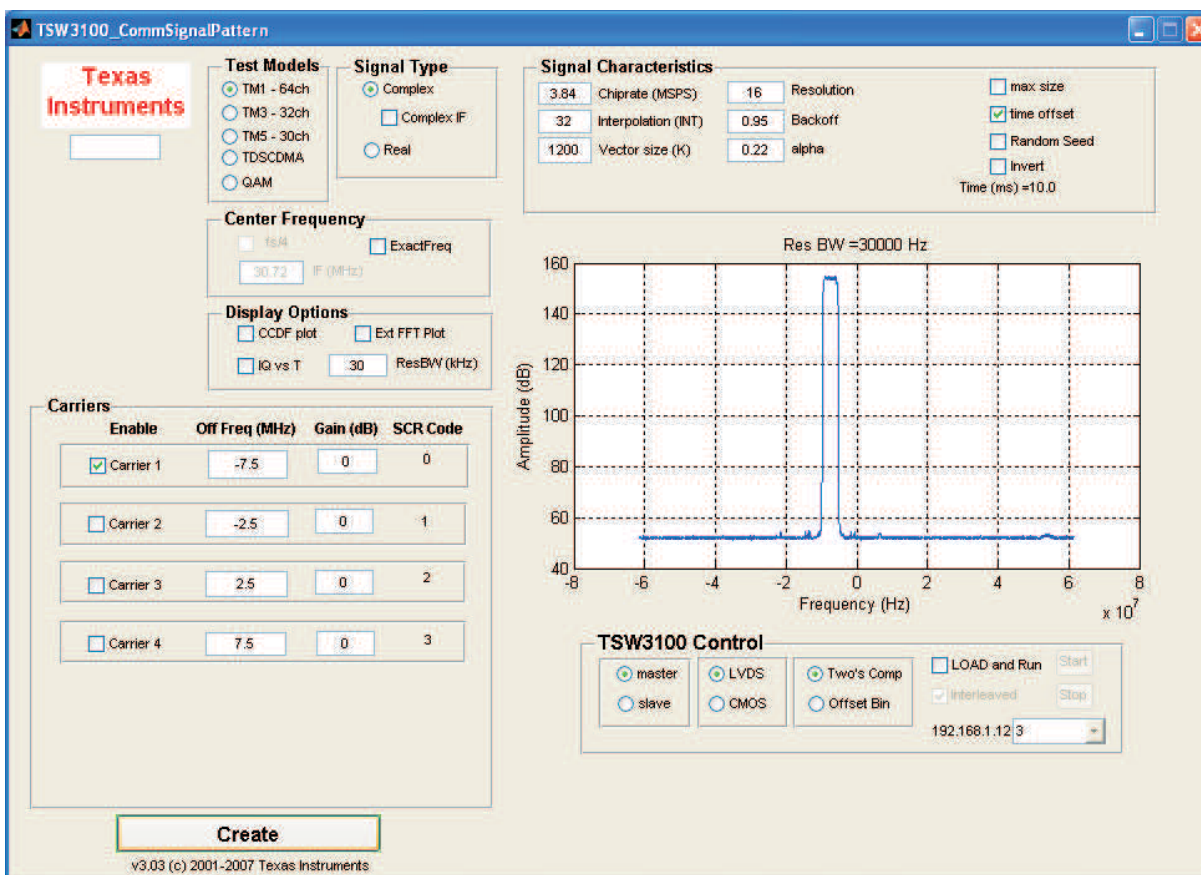 TSW3100_CommSignalPattern
Texas
Instruments
Test Models
TM1 - 64ch
TM3 - 32ch
TM5 - 30ch
TDSCDMA
QAM
Signal Type
Complex
Complex IF
Real
Signal Characteristics
3.84 Chiprate (MSPS) 16 Resolution
32 Interpolation (INT) 0.95 Backoff
1200 Vector size (K) 0.22 alpha
max size
time offset
Random Seed
Invert
Time (ms) =10.0
Center Frequency
fs/4 ExactFreq
30.72 IF (MHz)
Display Options
CCDF plot Ext FFT Plot
IQ vs T 30 ResBW (kHz)
Carriers
Enable Off Freq (MHz) Gain (dB) SCR Code
Carrier 1 -7.5 0 0
Carrier 2 -2.5 0 1
Carrier 3 2.5 0 2
Carrier 4 7.5 0 3
Create
v3.03 (c) 2001-2007 Texas Instruments
Res BW =30000 Hz
Amplitude (dB)
160
140
120
100
80
60
40
-8 -6 -4 -2 0 2 4 6 8
Frequency (Hz)
x 10^7
TSW3100 Control
master LVDS Two's Comp LOAD and Run Start
slave CMOS Offset Bin Interleaved Stop
192.168.1.12 3